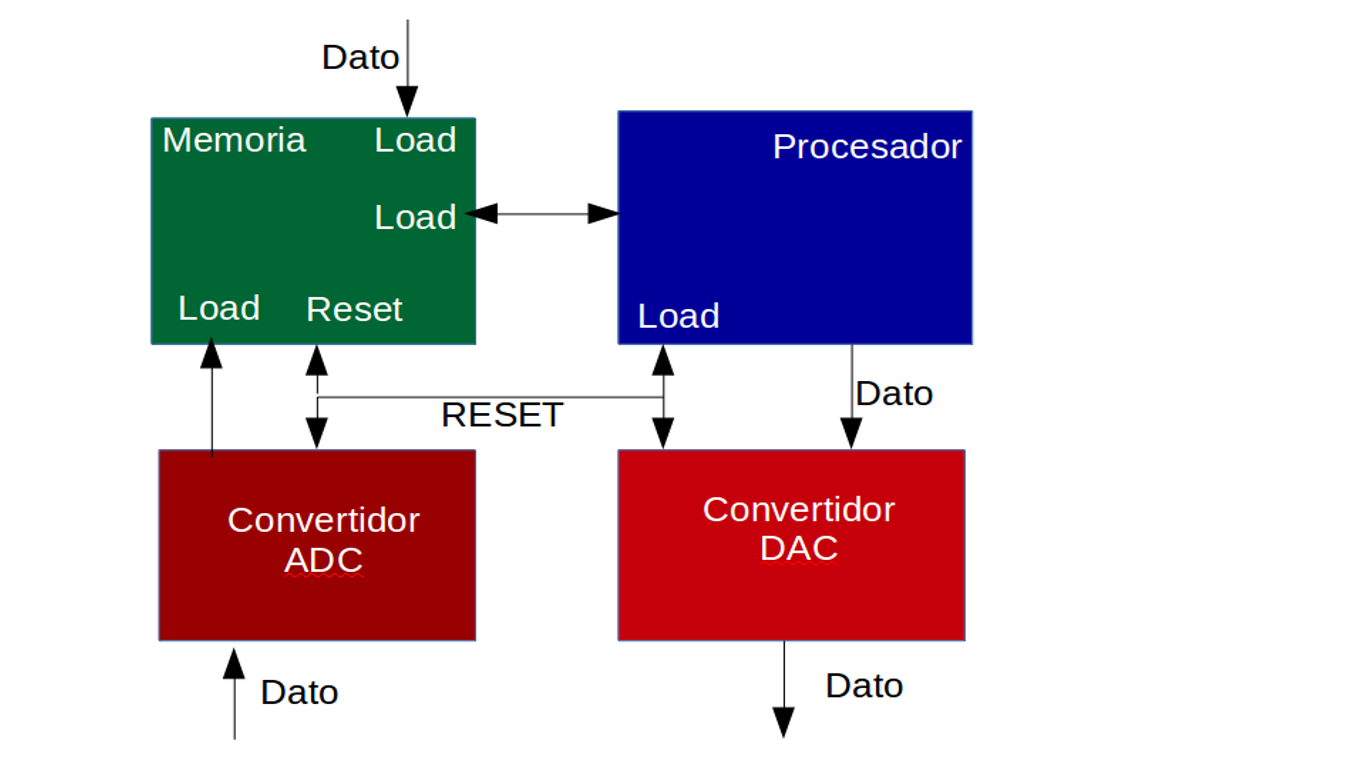 Dato
Memoria Load
Procesador
Load
Load Reset
Load
Dato
RESET
Convertidor
ADC
Convertidor
DAC
Dato
Dato